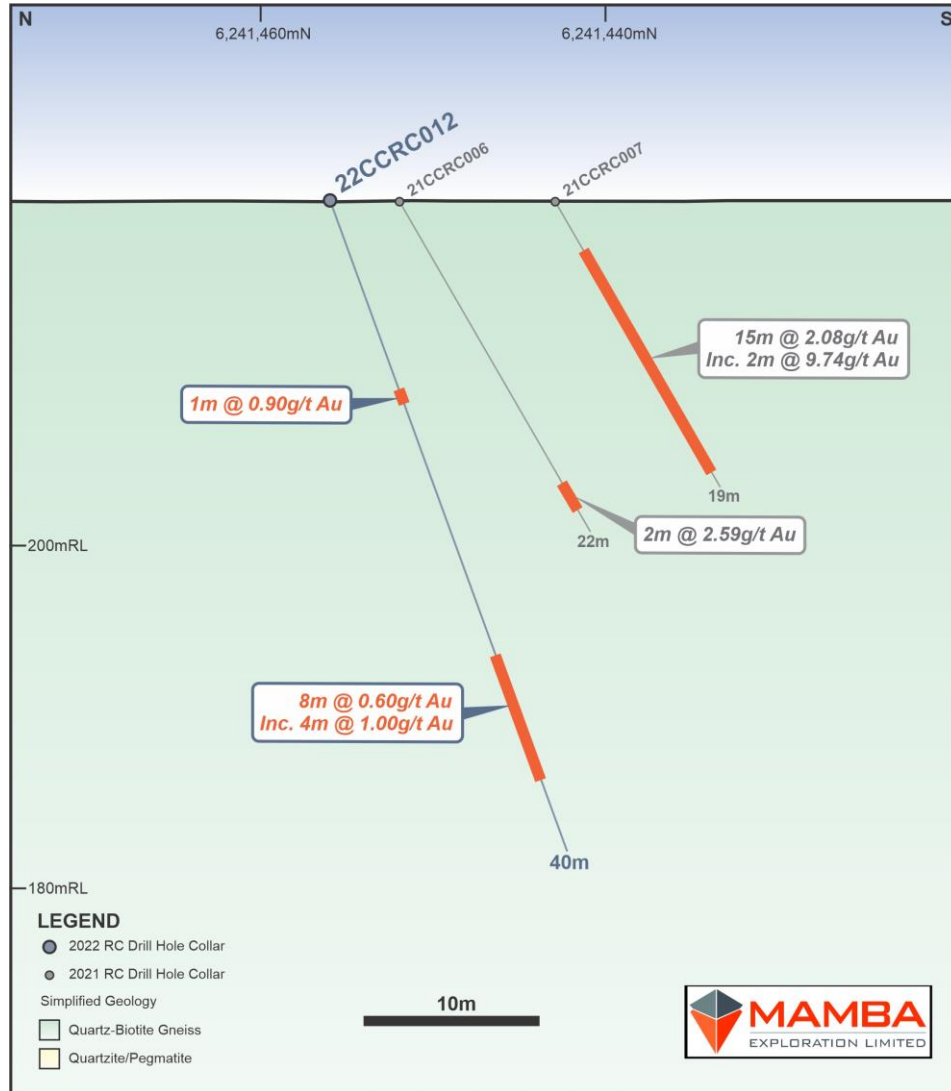 N
S
6,241,460mN
6,241,440mN
22CCRC012
21CCRC006
21CCRC007
15m @ 2.08g/t Au
Inc. 2m @ 9.74g/t Au
1m @ 0.90g/t Au
19m
2m @ 2.59g/t Au
22m
200mRL
8m @ 0.60g/t Au
Inc. 4m @ 1.00g/t Au
40m
180mRL
LEGEND
2022 RC Drill Hole Collar
2021 RC Drill Hole Collar
Simplified Geology
Quartz-Biotite Gneiss
Quartzite/Pegmatite
10m
MAMBA
EXPLORATION LIMITED